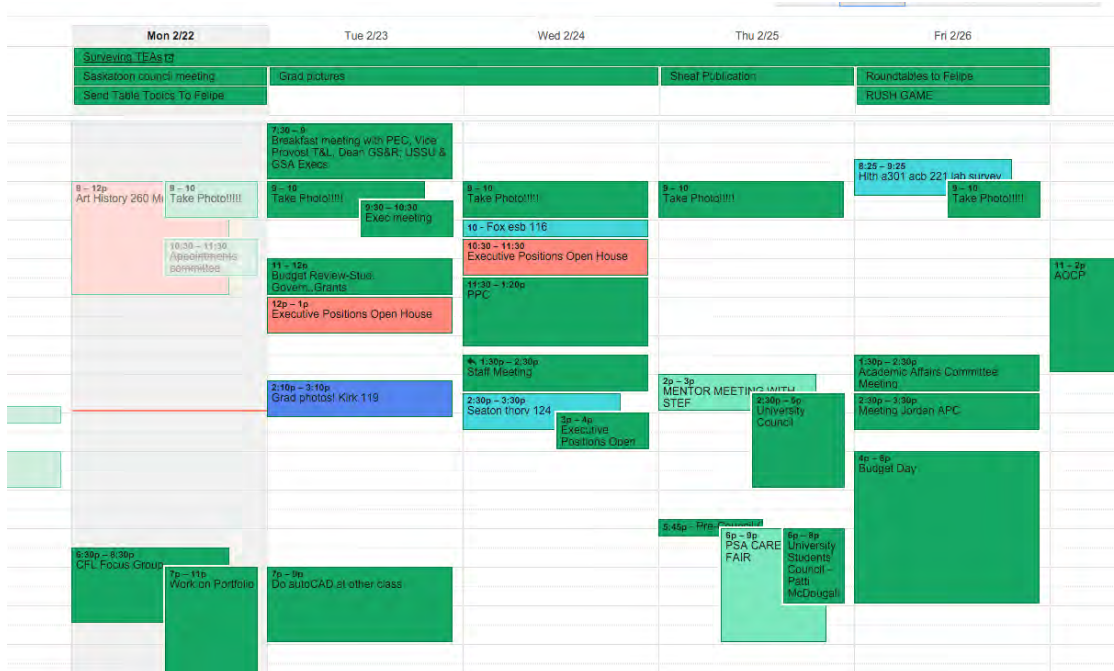 Mon 2/22
Tue 2/23
Wed 2/24
Thu 2/25
Fri 2/26
Surveying TEAs
Saskatoon council meeting
Grad pictures
Sheaf Publication
Roundtables to Felipe
Send Table Topics To Felipe
RUSH GAME
9 – 12p
Art History 260 Mi
9 – 10
Take Photo!!!!!
10:30 – 11:30
Appointments
committee
6:30p – 8:30p
CFL Focus Group
7p – 11p
Work on Portfolio
7:30 – 9
Breakfast meeting with PEC, Vice
Provost T&L, Dean GS&R; USSU &
GSA Execs
9 – 10
Take Photo!!!!!
9:30 – 10:30
Exec meeting
11 – 12p
Budget Review-Stud.
Govern..Grants
12p – 1p
Executive Positions Open House
2:10p – 3:10p
Grad photos! Kirk 119
7p – 9p
Do autoCAD at other class
9 – 10
Take Photo!!!!!
10 - Fox esb 116
10:30 – 11:30
Executive Positions Open House
11:30 – 1:20p
PPC
1:30p – 2:30p
Staff Meeting
2:30p – 3:30p
Seaton thorv 124
3p – 4p
Executive
Positions Open
9 – 10
Take Photo!!!!!
2p – 3p
MENTOR MEETING WITH
STEF
2:30p – 5p
University
Council
5:45p - Pre-Council
6p – 9p
PSA CARE
FAIR
6p – 8p
University
Students'
Council –
Patti
McDougall
8:25 – 9:25
Hlth a301 acb 221 lab survey
9 – 10
Take Photo!!!!!
1:30p – 2:30p
Academic Affairs Committee
Meeting
2:30p – 3:30p
Meeting Jordan APC
4p – 8p
Budget Day
11 – 2p
AOCP